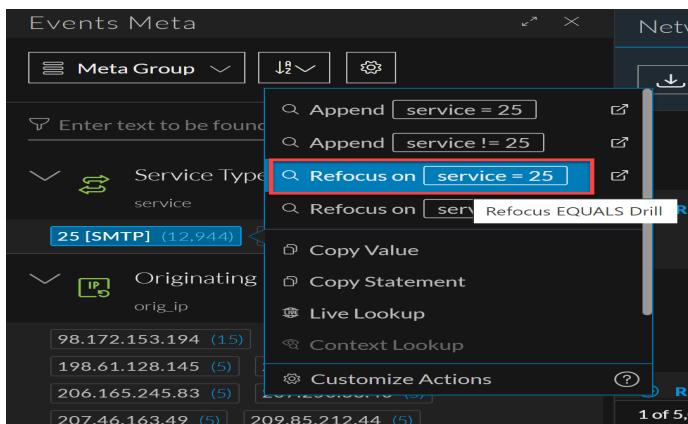 Events Meta
Netw
Meta Group
Enter text to be found
Append service = 25
Append service != 25
Service Type
Refocus on service = 25
service
Refocus on serv
Refocus EQUALS Drill
R
25 [SMTP] (12,944)
Copy Value
Originating
Copy Statement
orig_ip
Live Lookup
98.172.153.194 (15)
Context Lookup
198.61.128.145 (5)
Customize Actions
206.165.245.83 (5)
R
207.46.163.49 (5) 209.85.212.44 (5)
1 of 5,